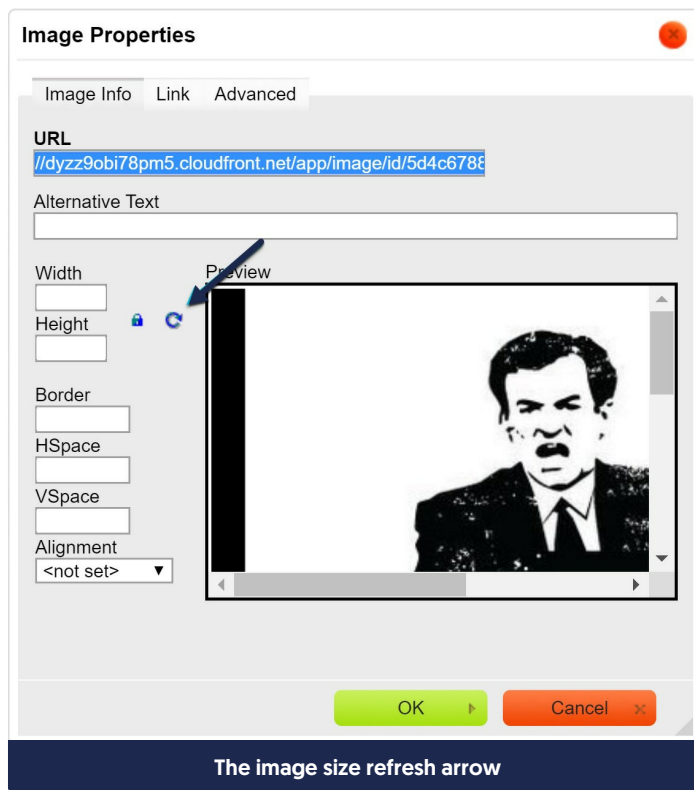 Image Properties
Image Info Link Advanced
URL
//dyzz9obi78pm5.cloudfront.net/app/image/id/5d4c6788
Alternative Text
Width
Preview
Height
Border
HSpace
VSpace
Alignment
<not set>
OK
Cancel
The image size refresh arrow